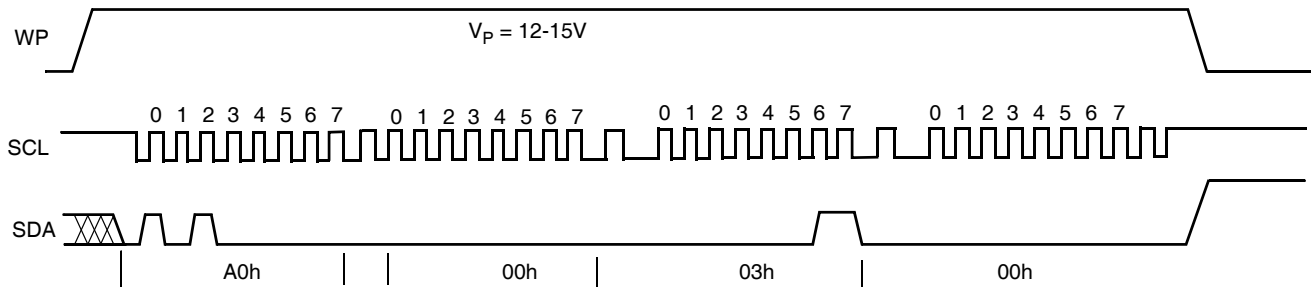 WP
V_P = 12-15V
0 1 2 3 4 5 6 7 0 1 2 3 4 5 6 7 0 1 2 3 4 5 6 7 0 1 2 3 4 5 6 7
SCL
SDA
A0h 00h 03h 00h